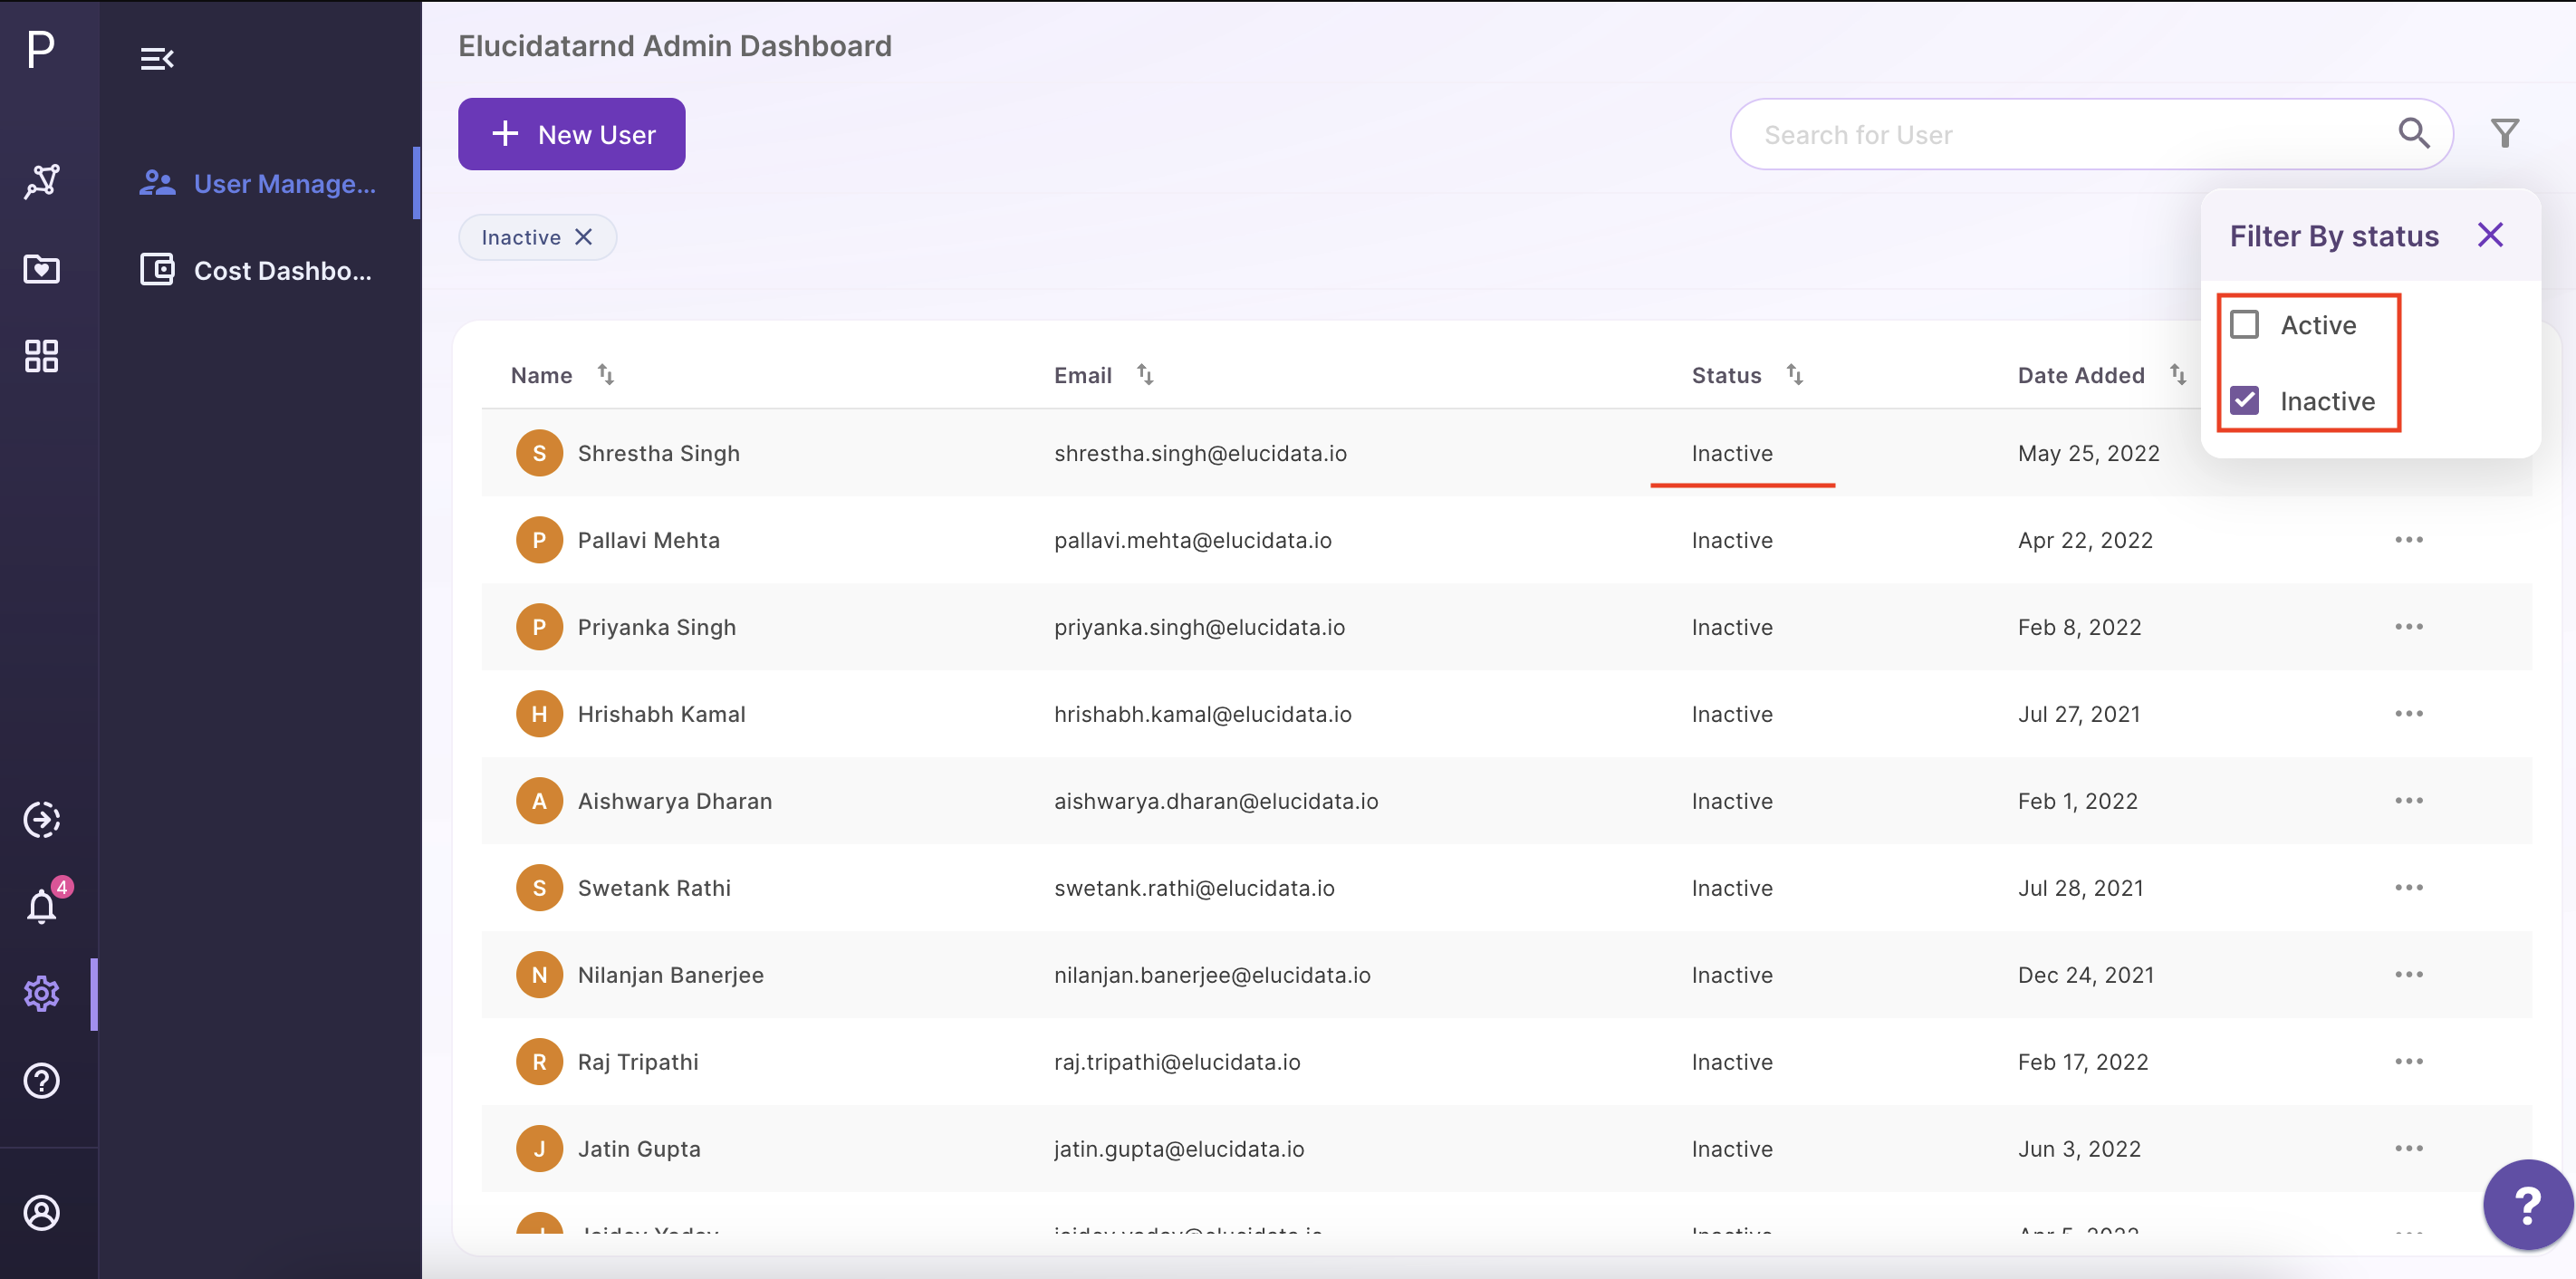 P
Elucidatarnd Admin Dashboard
+ New User
Search for User
User Manage...
Cost Dashbo...
Inactive
Filter By status
Active
Inactive
Name Email Status Date Added
S Shrestha Singh shrestha.singh@elucidata.io Inactive May 25, 2022
P Pallavi Mehta pallavi.mehta@elucidata.io Inactive Apr 22, 2022
P Priyanka Singh priyanka.singh@elucidata.io Inactive Feb 8, 2022
H Hrishabh Kamal hrishabh.kamal@elucidata.io Inactive Jul 27, 2021
A Aishwarya Dharan aishwarya.dharan@elucidata.io Inactive Feb 1, 2022
S Swetank Rathi swetank.rathi@elucidata.io Inactive Jul 28, 2021
4
N Nilanjan Banerjee nilanjan.banerjee@elucidata.io Inactive Dec 24, 2021
R Raj Tripathi raj.tripathi@elucidata.io Inactive Feb 17, 2022
J Jatin Gupta jatin.gupta@elucidata.io Inactive Jun 3, 2022
?